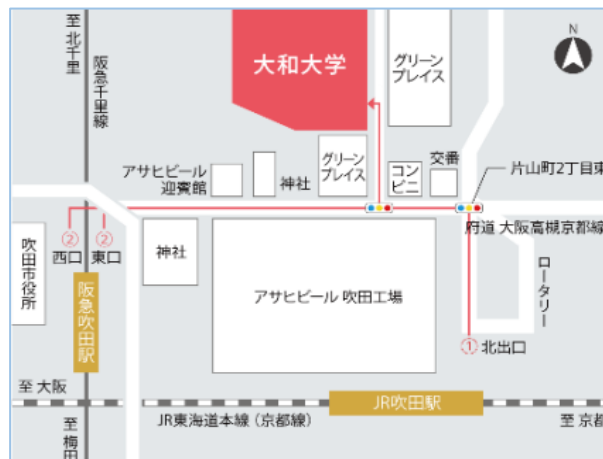 至 北千里
阪急千里線
大和大学
グリーン
プレイス
N
アサヒビール
迎賓館
神社
グリーン
プレイス
コン
ビニ
交番
片山町2丁目東
府道 大阪高槻京都線
吹田市役所
②
西口
②
東口
神社
阪急吹田駅
アサヒビール 吹田工場
ロータリー
① 北出口
至 大阪
JR東海道本線（京都線）
JR吹田駅
至 京都
至 梅田